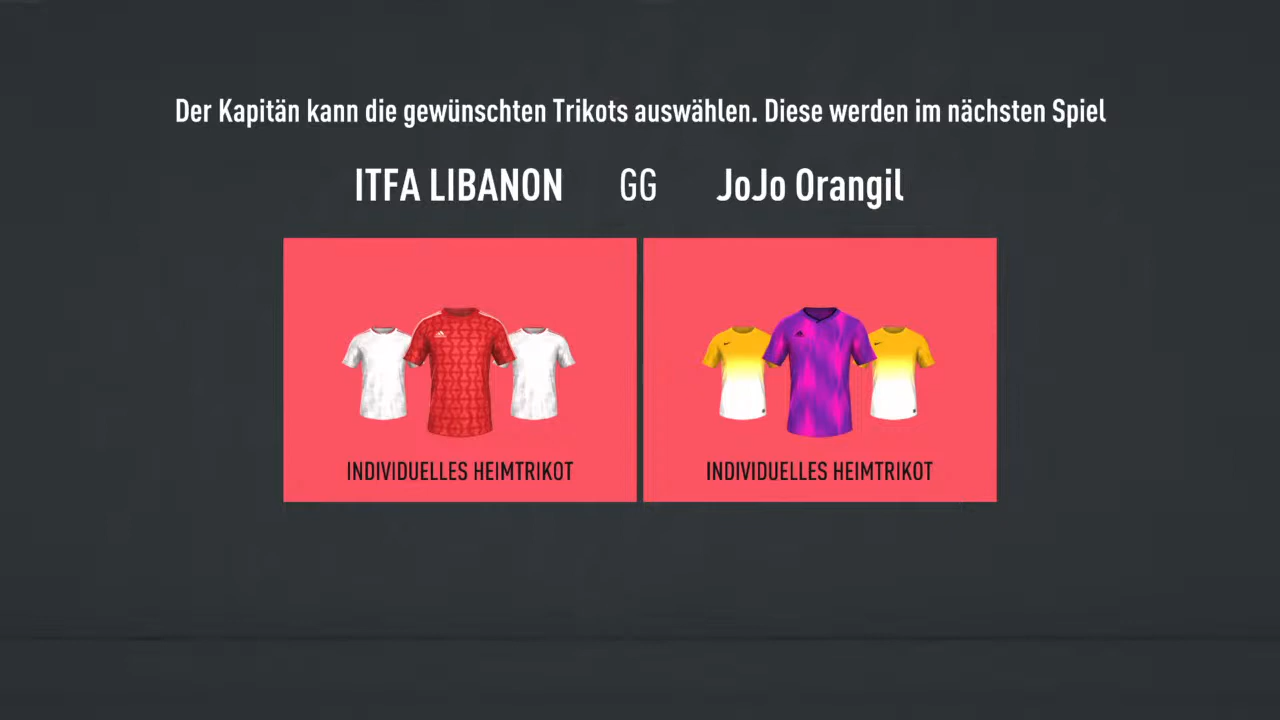 Der Kapitän kann die gewünschten Trikots auswählen. Diese werden im nächsten Spiel
ITFA LIBANON GG JoJo Orangil
INDIVIDUELLES HEIMTRIKOT INDIVIDUELLES HEIMTRIKOT